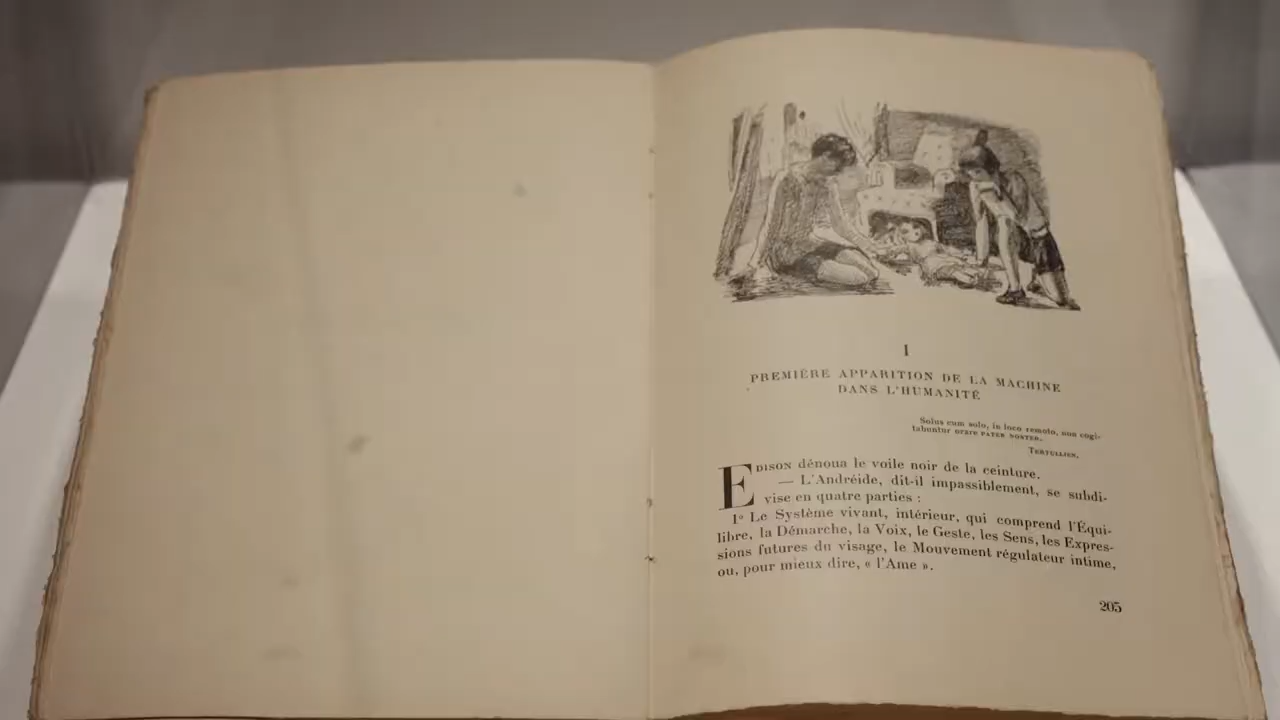 I
PREMIÈRE APPARITION DE LA MACHINE
DANS L'HUMANITÉ
Solus cum solo, in loco remoto, non cogi-
tabuntur orare PATER NOSTER.
TERTULLIEN.
EDISON dénoua le voile noir de la ceinture.
— L'Andréide, dit-il impassiblement, se subdi-
vise en quatre parties :
1° Le Système vivant, intérieur, qui comprend l'Équi-
libre, la Démarche, la Voix, le Geste, les Sens, les Expres-
sions futures du visage, le Mouvement régulateur intime,
ou, pour mieux dire, « l'Ame ».
205